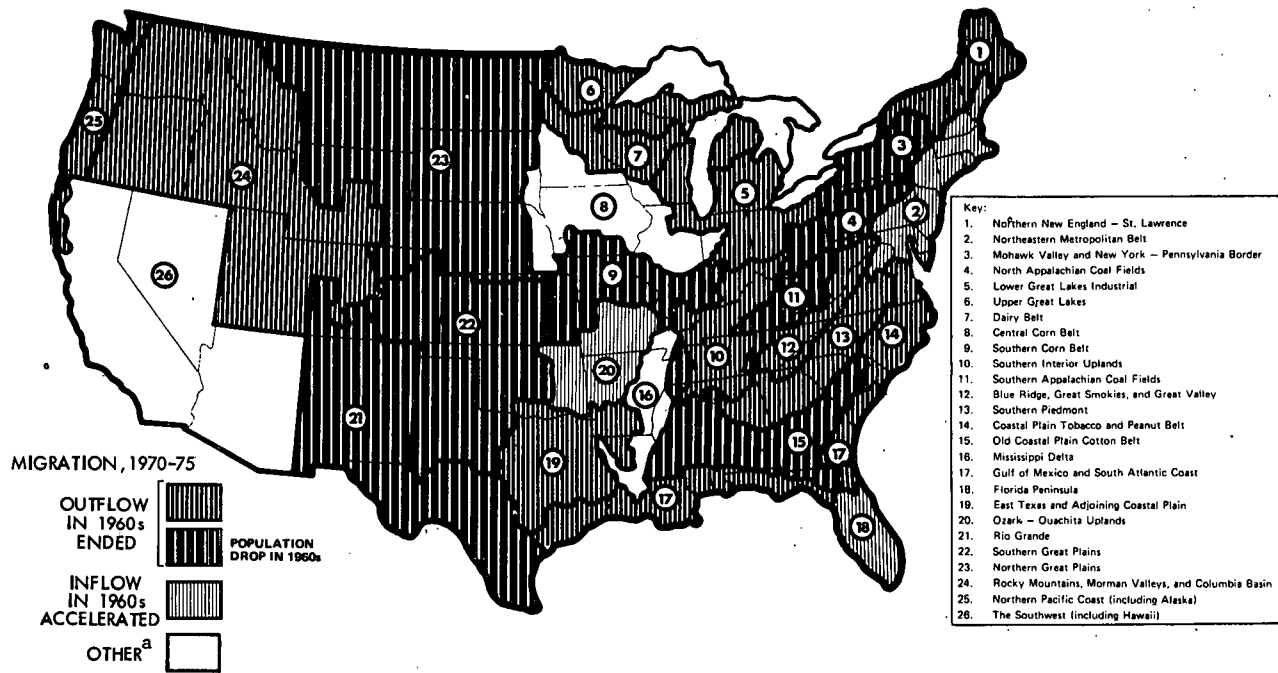 1
6
25
7
3
23
24
5
2
8
4
26
9
11
22
14
13
12
10
20
16
21
15
17
19
17
18
MIGRATION, 1970-75
OUTFLOW
IN 1960s
ENDED
POPULATION
DROP IN 1960s
INFLOW
IN 1960s
ACCELERATED
OTHER a
Key:
1. Northern New England – St. Lawrence
2. Northeastern Metropolitan Belt
3. Mohawk Valley and New York – Pennsylvania Border
4. North Appalachian Coal Fields
5. Lower Great Lakes Industrial
6. Upper Great Lakes
7. Dairy Belt
8. Central Corn Belt
9. Southern Corn Belt
10. Southern Interior Uplands
11. Southern Appalachian Coal Fields
12. Blue Ridge, Great Smokies, and Great Valley
13. Southern Piedmont
14. Coastal Plain Tobacco and Peanut Belt
15. Old Coastal Plain Cotton Belt
16. Mississippi Delta
17. Gulf of Mexico and South Atlantic Coast
18. Florida Peninsula
19. East Texas and Adjoining Coastal Plain
20. Ozark – Ouachita Uplands
21. Rio Grande
22. Southern Great Plains
23. Northern Great Plains
24. Rocky Mountains, Morman Valleys, and Columbia Basin
25. Northern Pacific Coast (including Alaska)
26. The Southwest (including Hawaii)